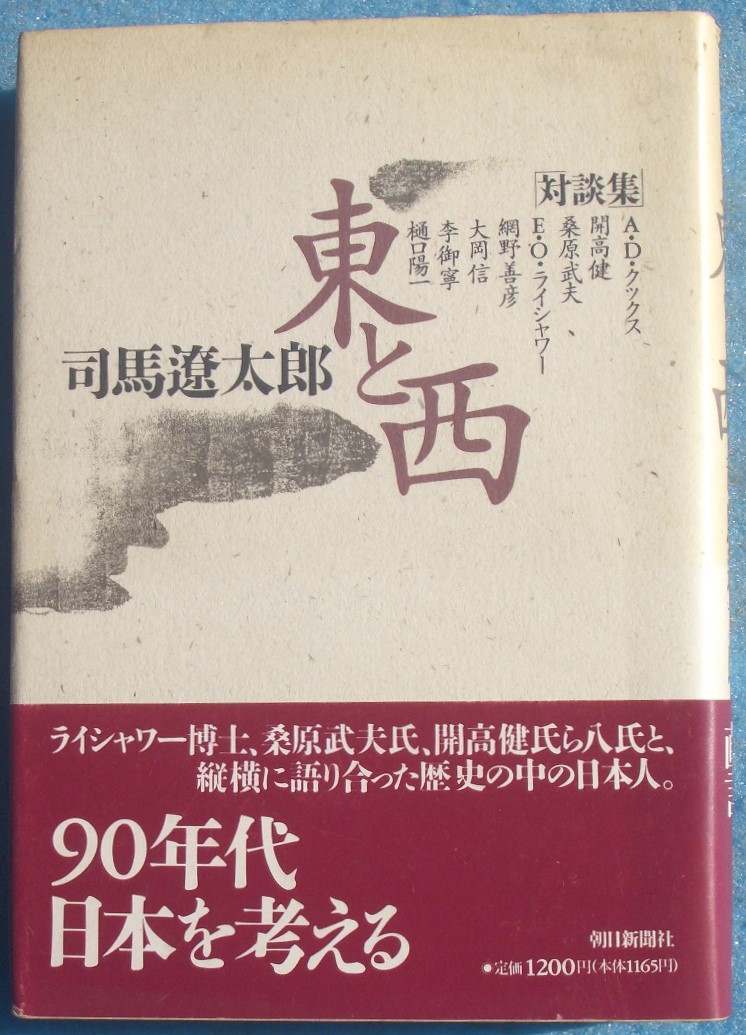 対談集
A・D・クックス
開高健
桑原武夫
E・O・ライシャワー
網野善彦
大岡信
李御寧
樋口陽一
東と西
司馬遼太郎
ライシャワー博士、桑原武夫氏、開高健氏ら八氏と、
縦横に語り合った歴史の中の日本人。
90年代
日本を考える
朝日新聞社
●定価1200円(本体1165円)